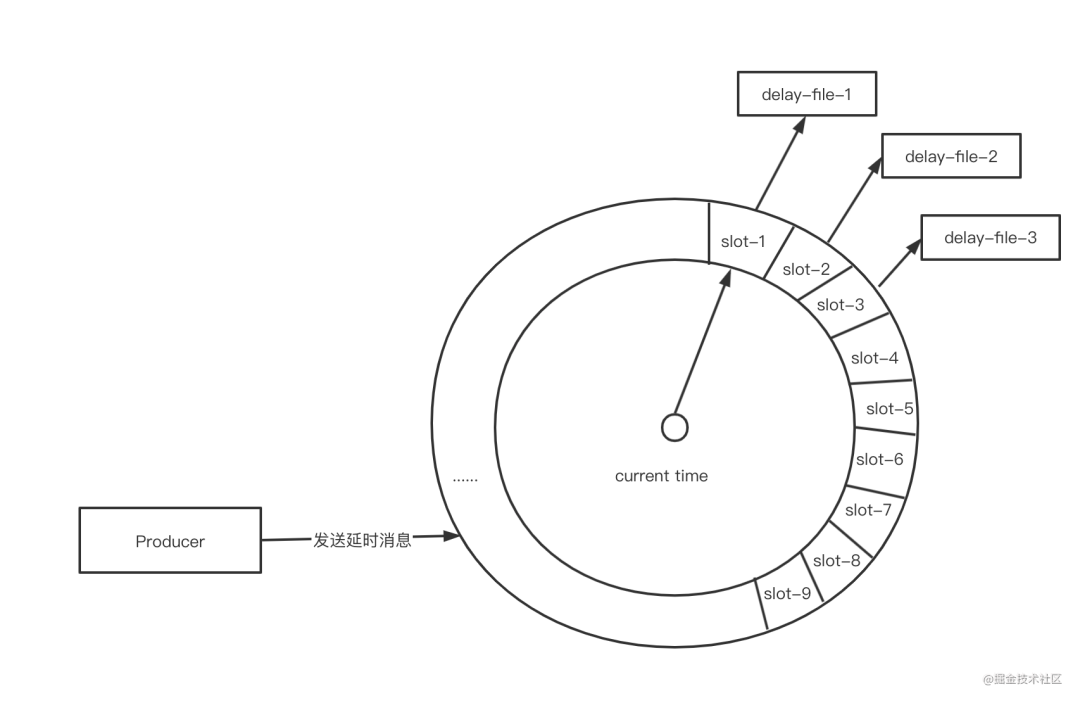 delay-file-1
delay-file-2
delay-file-3
slot-1
slot-2
slot-3
slot-4
slot-5
slot-6
slot-7
slot-8
slot-9
current time
......
Producer
发送延时消息
@掘金技术社区